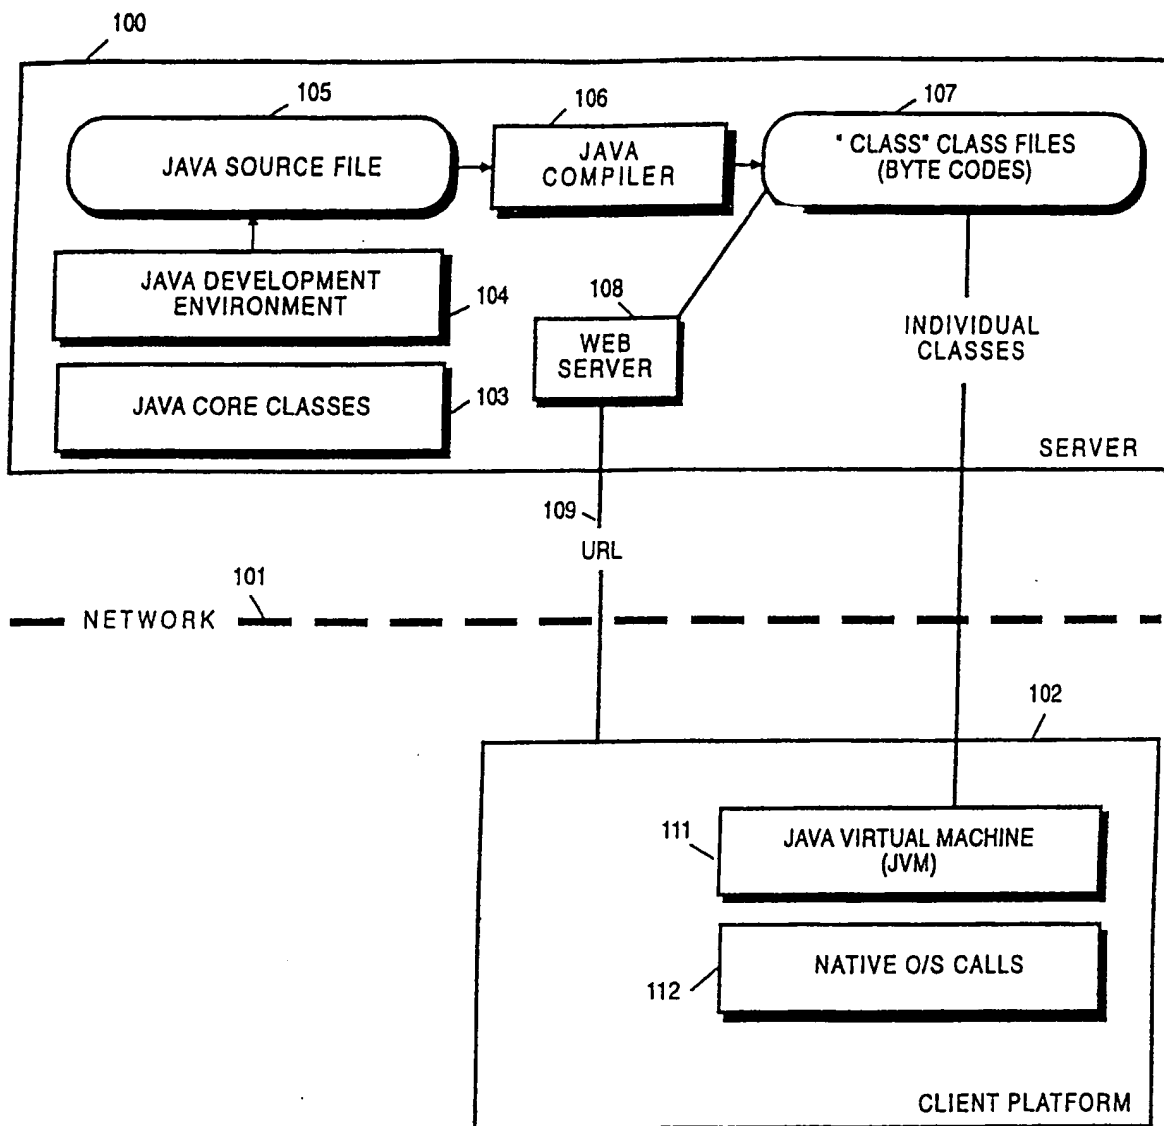 100
105
106
107
JAVA SOURCE FILE
JAVA
COMPILER
" CLASS" CLASS FILES
(BYTE CODES)
JAVA DEVELOPMENT
ENVIRONMENT
104
108
WEB
SERVER
INDIVIDUAL
CLASSES
JAVA CORE CLASSES
103
SERVER
109
URL
101
NETWORK
102
111
JAVA VIRTUAL MACHINE
(JVM)
112
NATIVE O/S CALLS
CLIENT PLATFORM